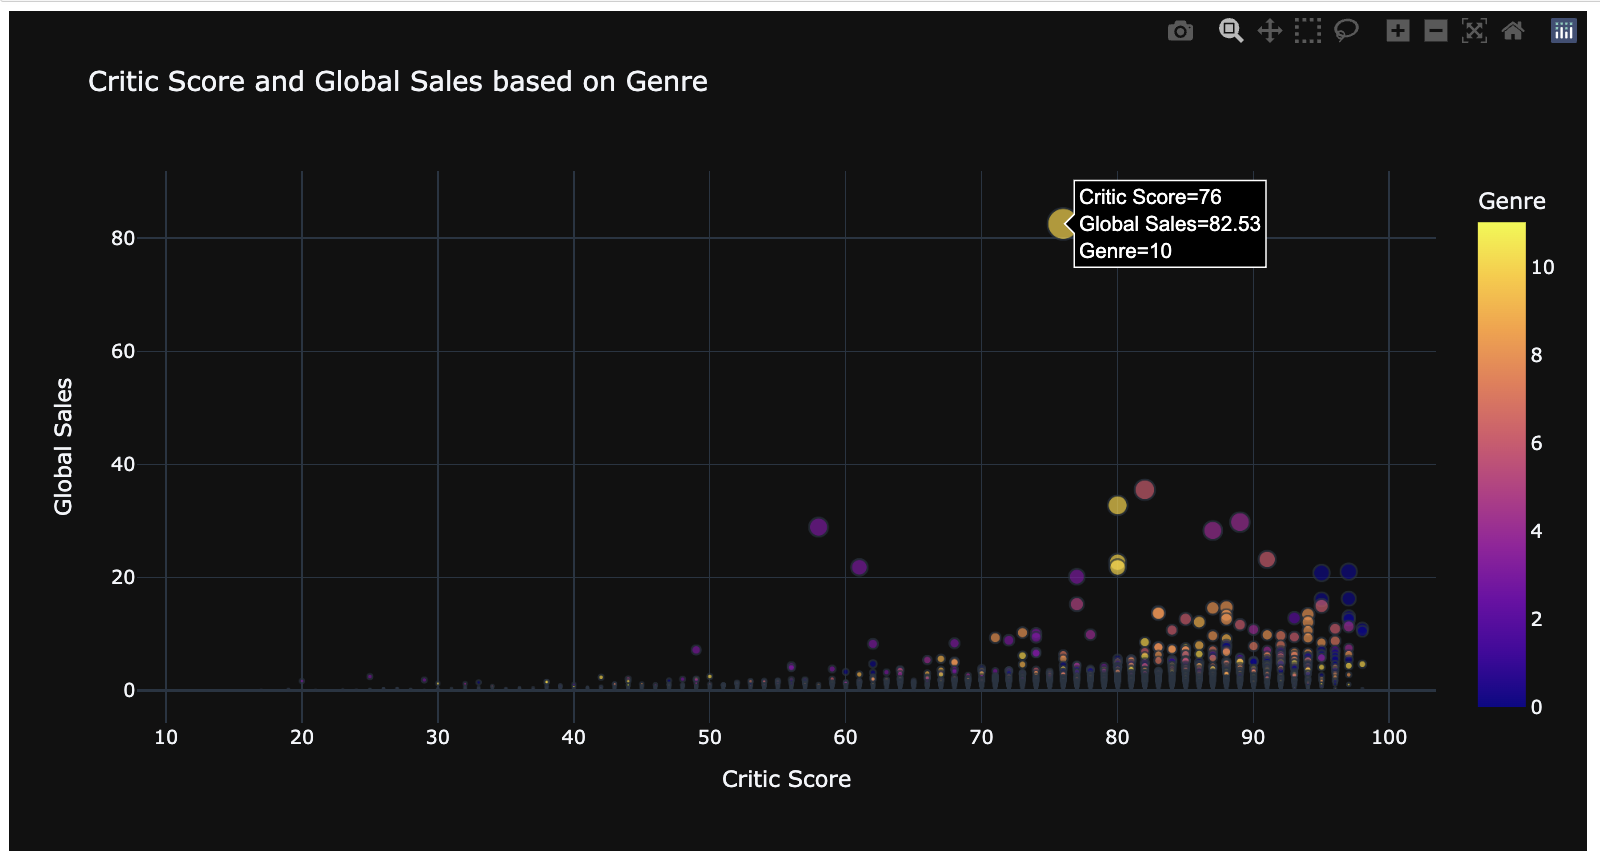 Critic Score and Global Sales based on Genre
Critic Score=76
Global Sales=82.53
Genre=10
Genre
80
60
40
20
0
Global Sales
10
8
6
4
2
0
10 20 30 40 50 60 70 80 90 100
Critic Score